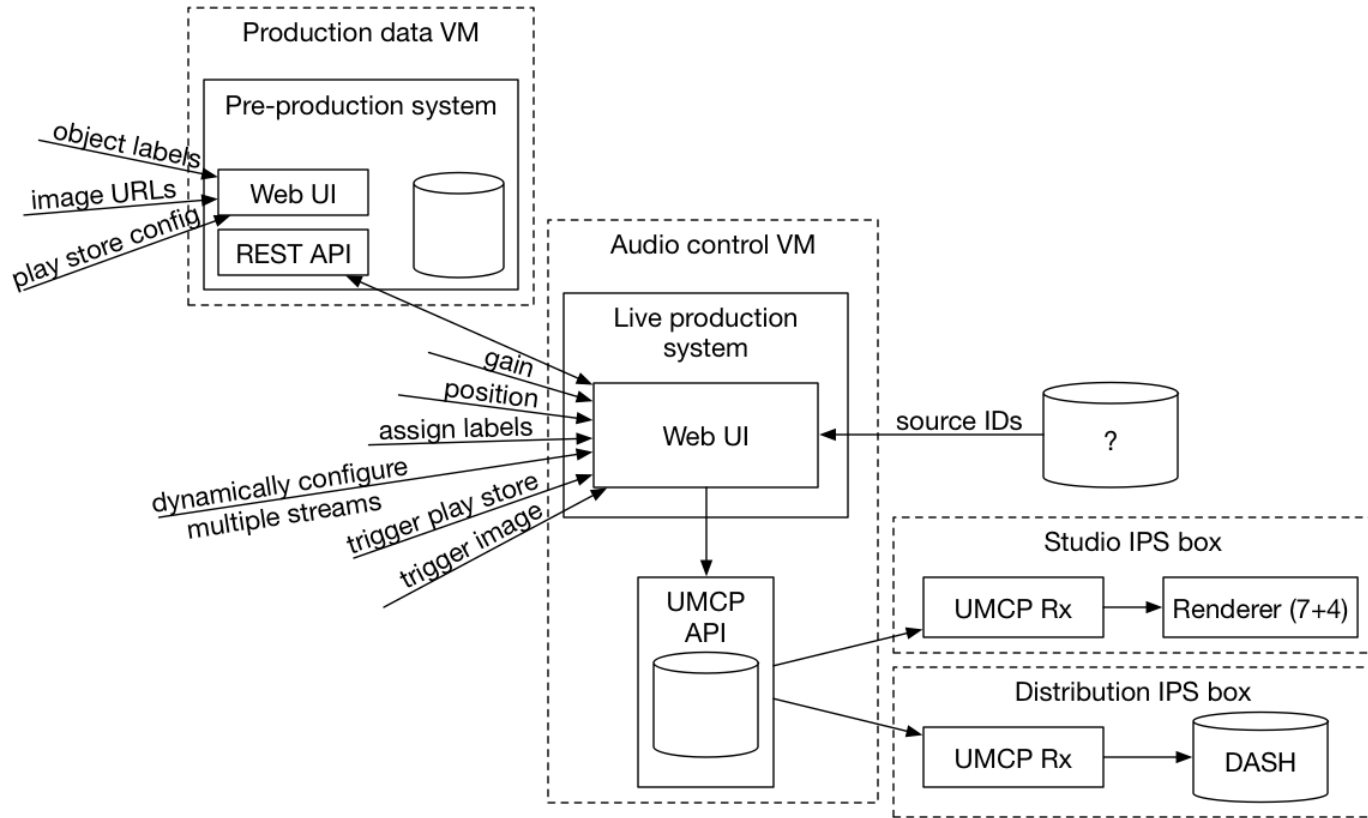 Production data VM
Pre-production system
object labels
image URLs
play store config
Web UI
REST API
Audio control VM
Live production
system
gain
position
assign labels
dynamically configure
multiple streams
trigger play store
trigger image
Web UI
source IDs
?
UMCP
API
Studio IPS box
UMCP Rx
Renderer (7+4)
Distribution IPS box
UMCP Rx
DASH